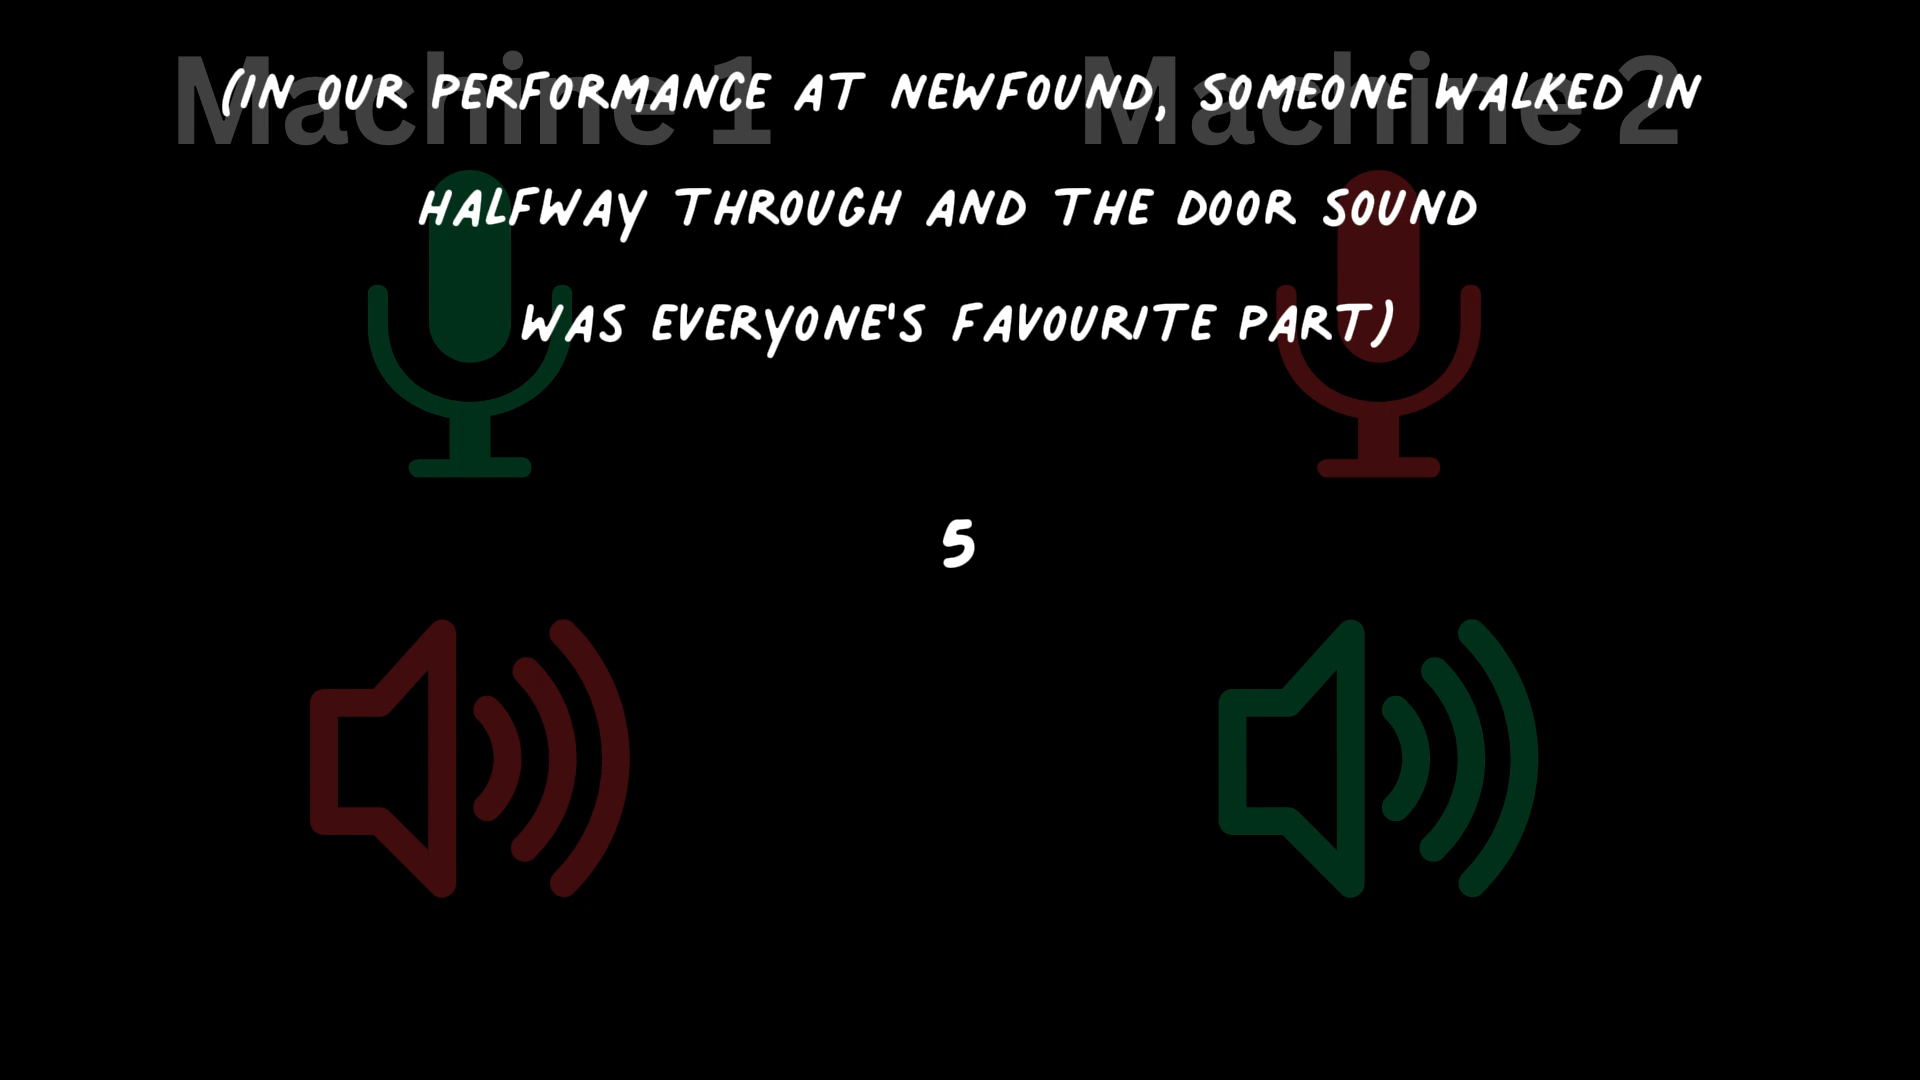 Machine 1 Machine 2
(IN OUR PERFORMANCE AT NEWFOUND, SOMEONE WALKED IN
HALFWAY THROUGH AND THE DOOR SOUND
WAS EVERYONE'S FAVOURITE PART)
5